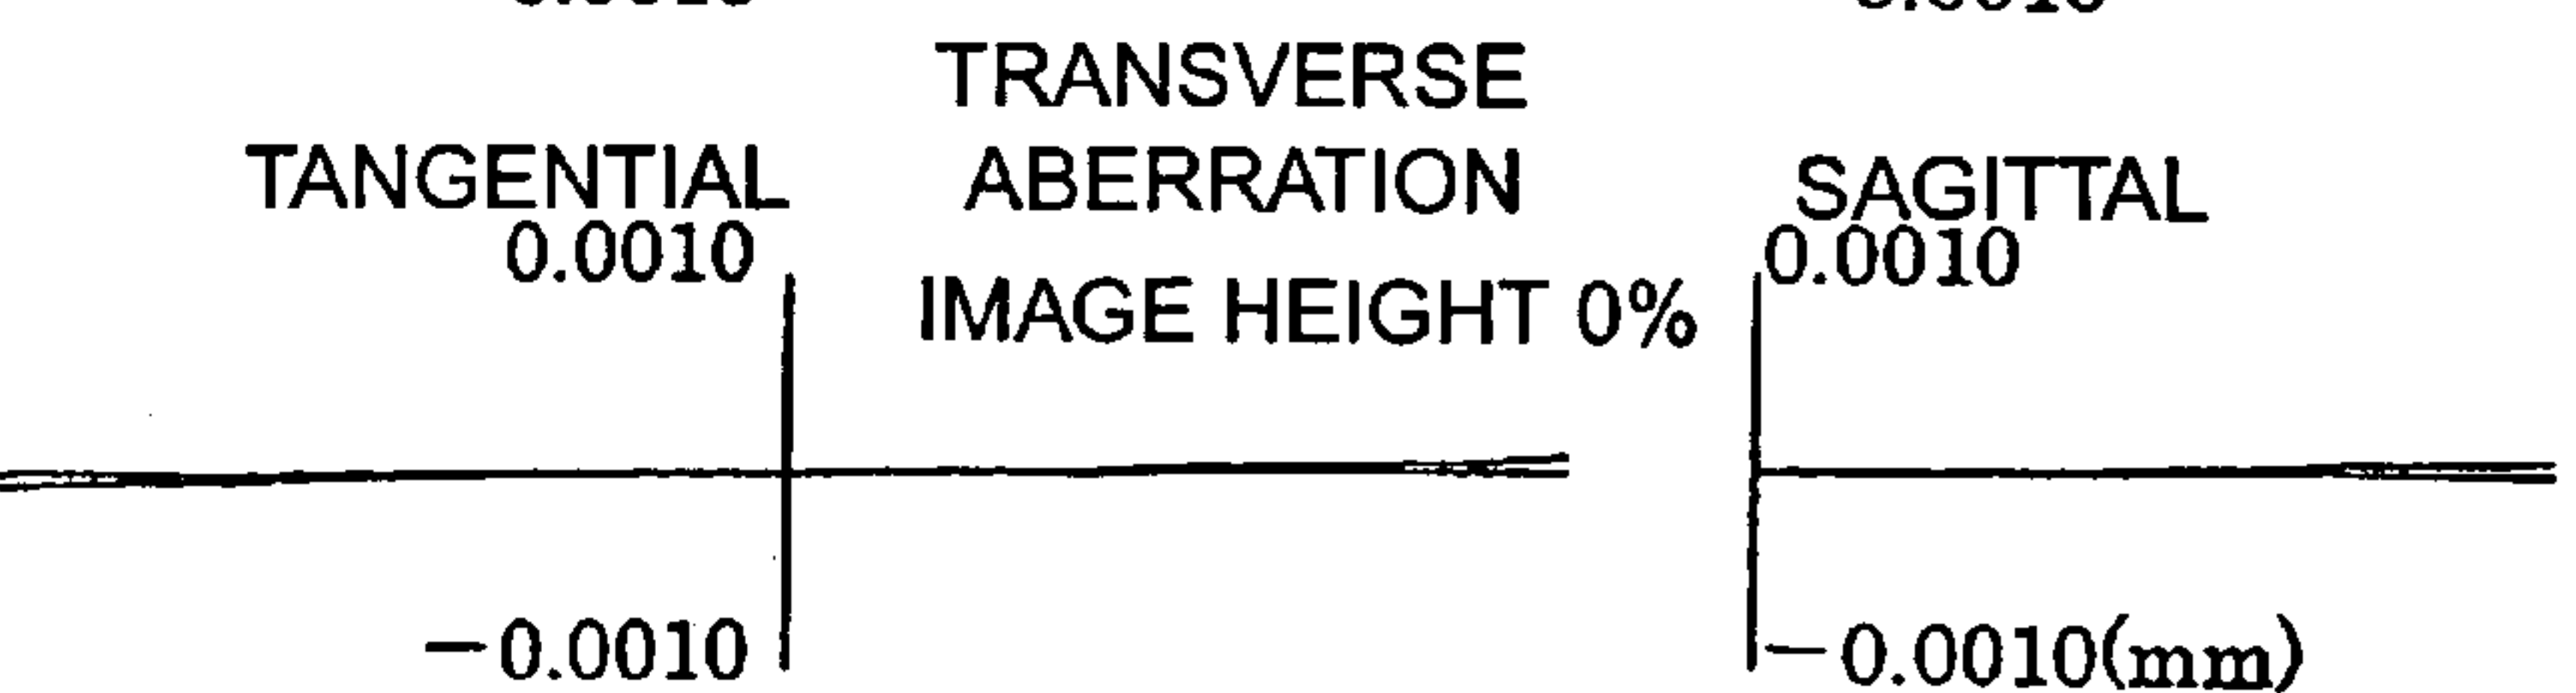 TRANSVERSE
ABERRATION
IMAGE HEIGHT 0%
TANGENTIAL
0.0010
−0.0010
SAGITTAL
0.0010
−0.0010(mm)